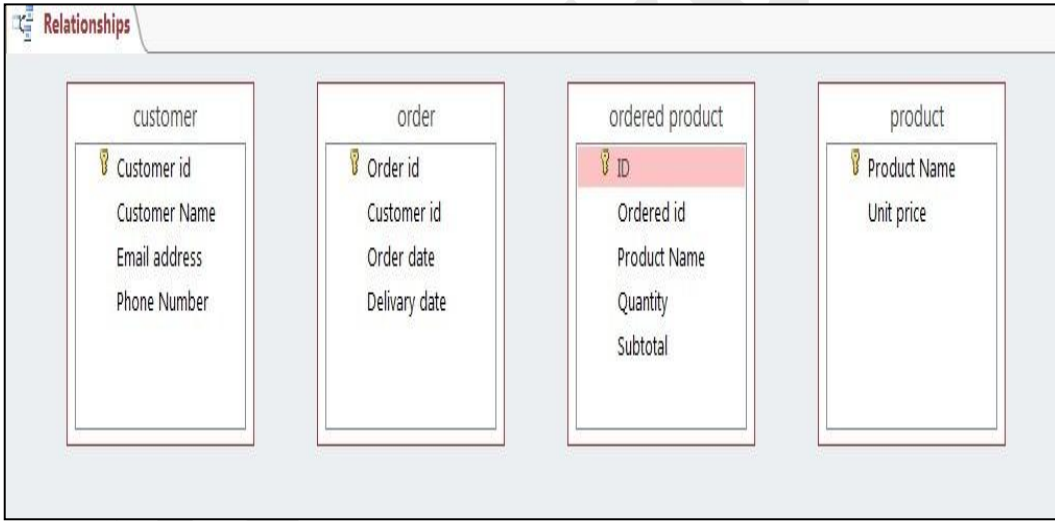 Relationships
customer
Customer id
Customer Name
Email address
Phone Number
order
Order id
Customer id
Order date
Delivary date
ordered product
ID
Ordered id
Product Name
Quantity
Subtotal
product
Product Name
Unit price